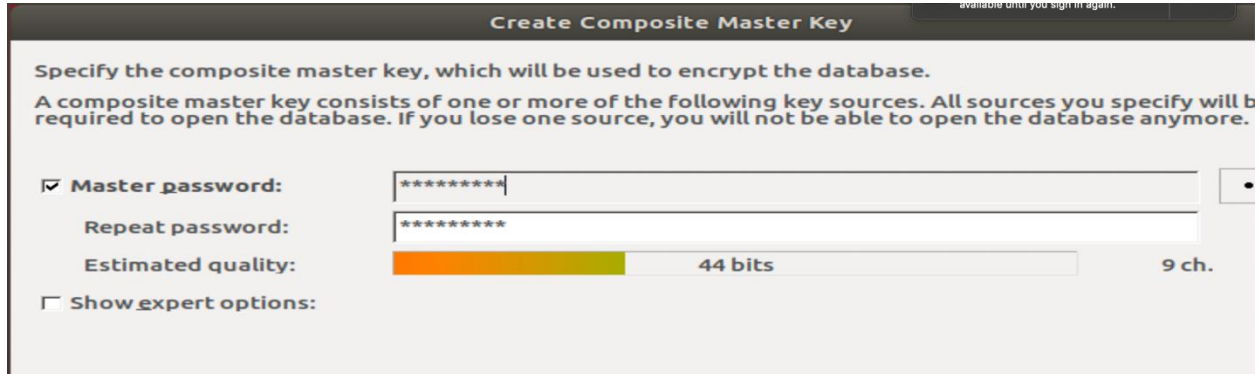 available until you sign in again.
Create Composite Master Key
Specify the composite master key, which will be used to encrypt the database.
A composite master key consists of one or more of the following key sources. All sources you specify will b
required to open the database. If you lose one source, you will not be able to open the database anymore.
Master password: *********
Repeat password: *********
Estimated quality: 44 bits 9 ch.
Show expert options: